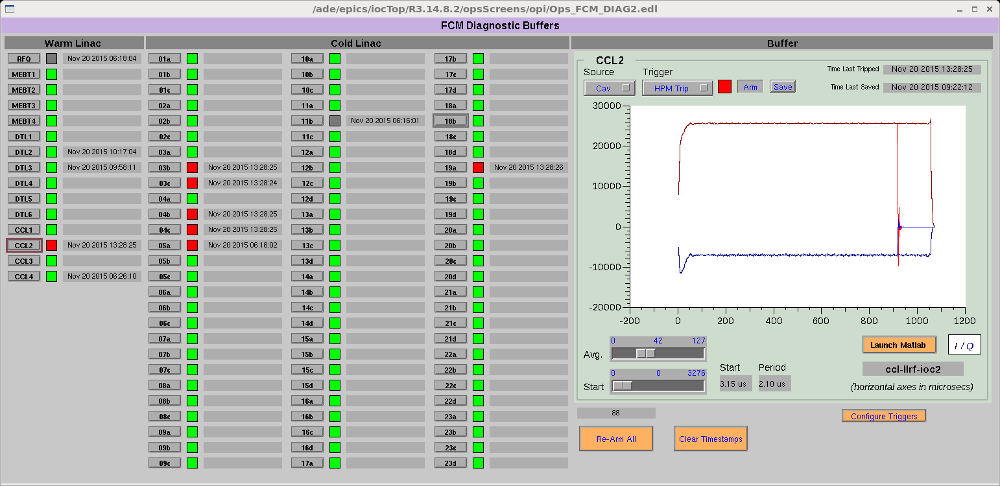 /ade/epics/iocTop/R3.14.8.2/opsScreens/opi/Ops_FCM_DIAG2.edl
FCM Diagnostic Buffers
Warm Linac
RFQ Nov 20 2015 06:18:04
MEBT1
MEBT2
MEBT3
MEBT4
DTL1
DTL2 Nov 20 2015 10:17:04
DTL3 Nov 20 2015 09:58:11
DTL4
DTL5
DTL6
CCL1
CCL2 Nov 20 2015 13:28:25
CCL3
CCL4 Nov 20 2015 06:26:10
Cold Linac
01a
01b
01c
02a
02b
02c
03a
03b Nov 20 2015 13:28:25
03c Nov 20 2015 13:28:24
04a
04b Nov 20 2015 13:28:25
04c Nov 20 2015 13:28:25
05a Nov 20 2015 06:16:02
05b
05c
06a
06b
06c
07a
07b
07c
08a
08b
08c
09a
09b
09c
10a
10b
10c
11a
11b Nov 20 2015 06:16:01
11c
12a
12b
12c
12d
13a
13b
13c
13d
14a
14b
14c
14d
15a
15b
15c
15d
16a
16b
16c
16d
17a
17b
17c
17d
18a
18b
18c
18d
19a Nov 20 2015 13:28:26
19b
19c
19d
20a
20b
20c
20d
21a
21b
21c
21d
22a
22b
22c
22d
23a
23b
23c
23d
Buffer
CCL2
Source Trigger
Cav HPM Trip Arm Save
Time Last Tripped Nov 20 2015 13:28:25
Time Last Saved Nov 20 2015 09:22:12
30000
20000
10000
0
-10000
-20000
-200 0 200 400 600 800 1000 1200
0 42 127
Avg.
0 0 3276
Start
Start Period
3.15 us 2.10 us
Launch Matlab I / Q
ccl-llrf-ioc2
(horizontal axes in microsecs)
88
Configure Triggers
Re-Arm All Clear Timestamps